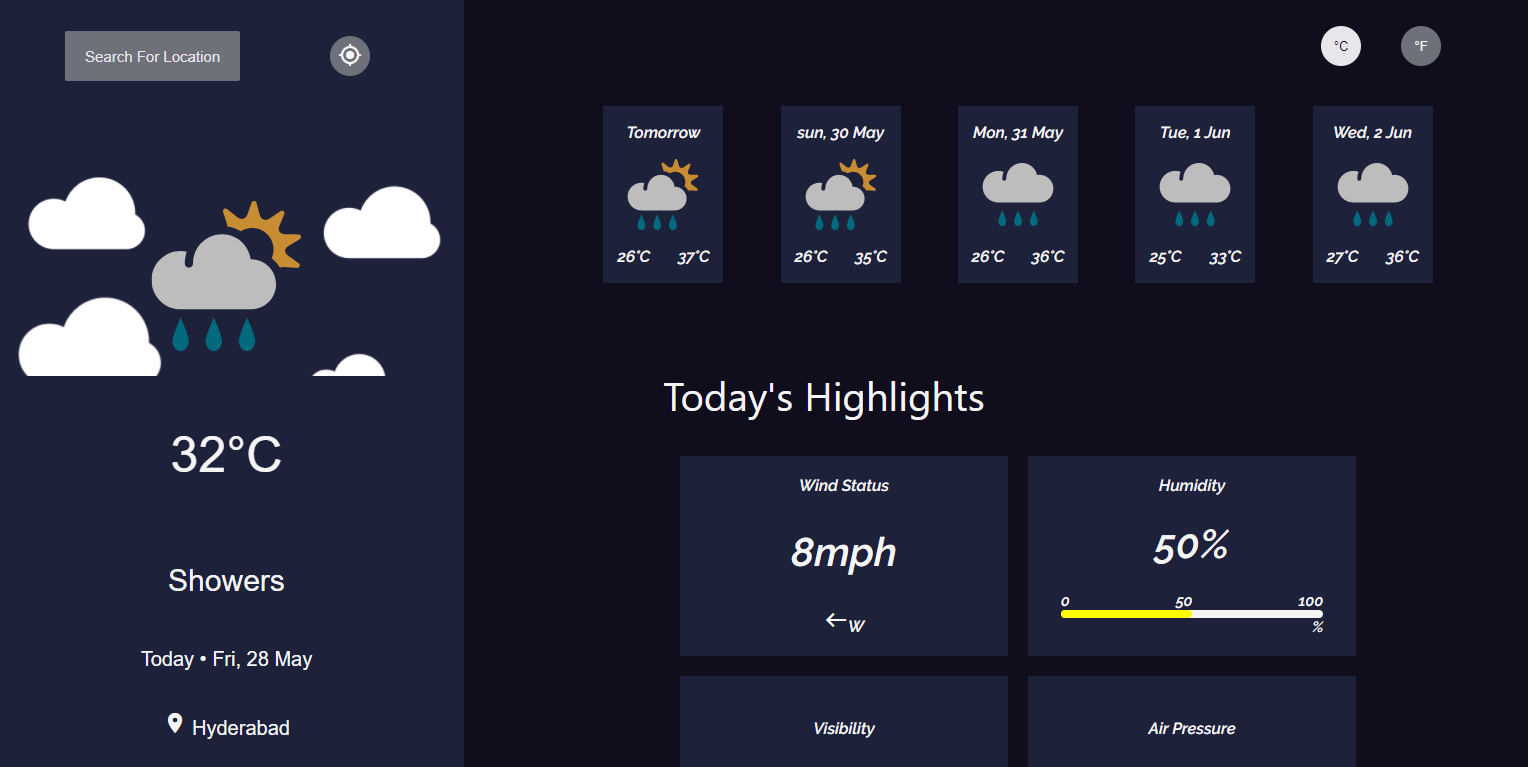 Search For Location
32°C
Showers
Today • Fri, 28 May
Hyderabad
°C
°F
Tomorrow
26°C 37°C
sun, 30 May
26°C 35°C
Mon, 31 May
26°C 36°C
Tue, 1 Jun
25°C 33°C
Wed, 2 Jun
27°C 36°C
Today's Highlights
Wind Status
8mph
W
Humidity
50%
0 50 100
%
Visibility
Air Pressure